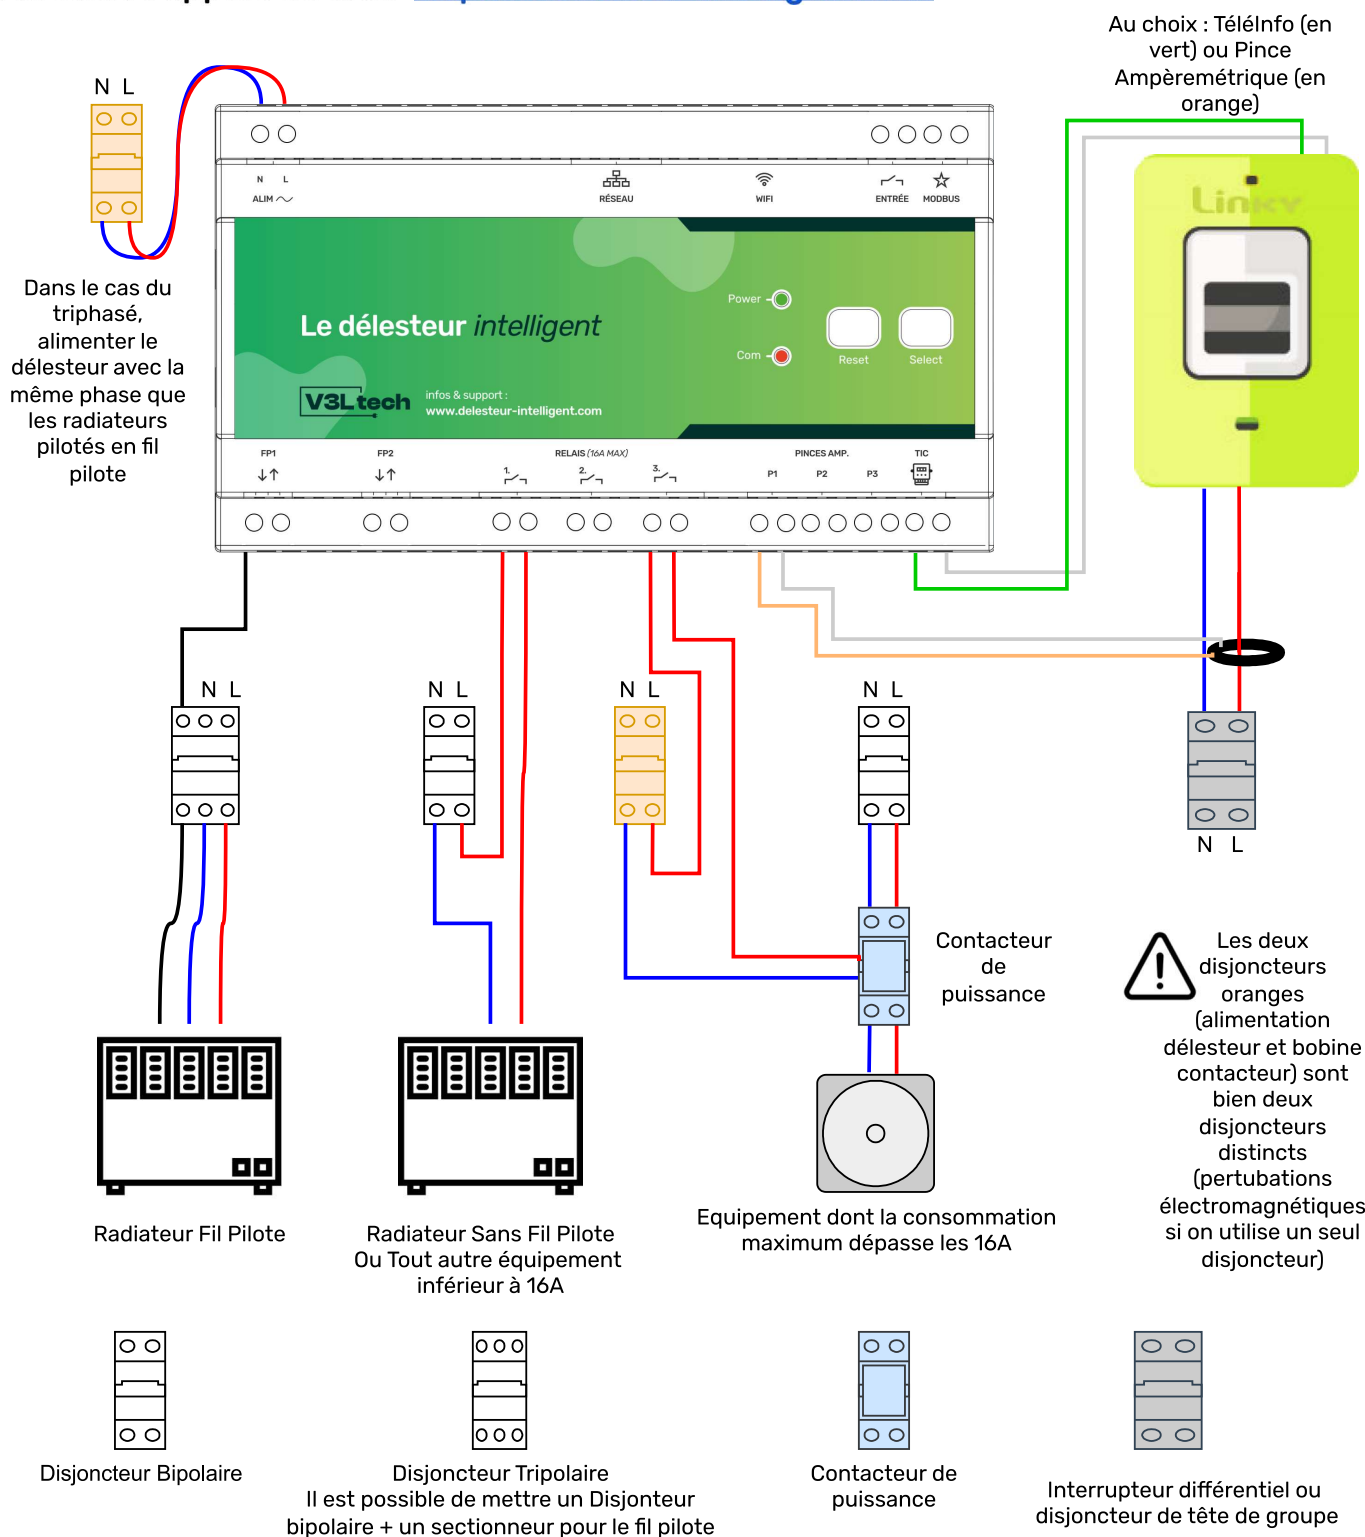 Au choix : TéléInfo (en
vert) ou Pince
Ampèremétrique (en
orange)
N L
N L
ALIM
RÉSEAU
WIFI
ENTRÉE
MODBUS
Linky
Dans le cas du
triphasé,
alimenter le
délesteur avec la
même phase que
les radiateurs
pilotés en fil
pilote
Le délesteur intelligent
Power
Com
Reset
Select
V3Ltech
infos & support :
www.delesteur-intelligent.com
FP1
FP2
RELAIS (16A MAX)
1.
2.
3.
PINCES AMP.
P1
P2
P3
TIC
N L
N L
N L
N L
N L
Contacteur
de
puissance
Les deux
disjoncteurs
oranges
(alimentation
délesteur et bobine
contacteur) sont
bien deux
disjoncteurs
distincts
(pertubations
électromagnétiques
si on utilise un seul
disjoncteur)
Radiateur Fil Pilote
Radiateur Sans Fil Pilote
Ou Tout autre équipement
inférieur à 16A
Equipement dont la consommation
maximum dépasse les 16A
Disjoncteur Bipolaire
Disjoncteur Tripolaire
Il est possible de mettre un Disjonteur
bipolaire + un sectionneur pour le fil pilote
Contacteur de
puissance
Interrupteur différentiel ou
disjoncteur de tête de groupe